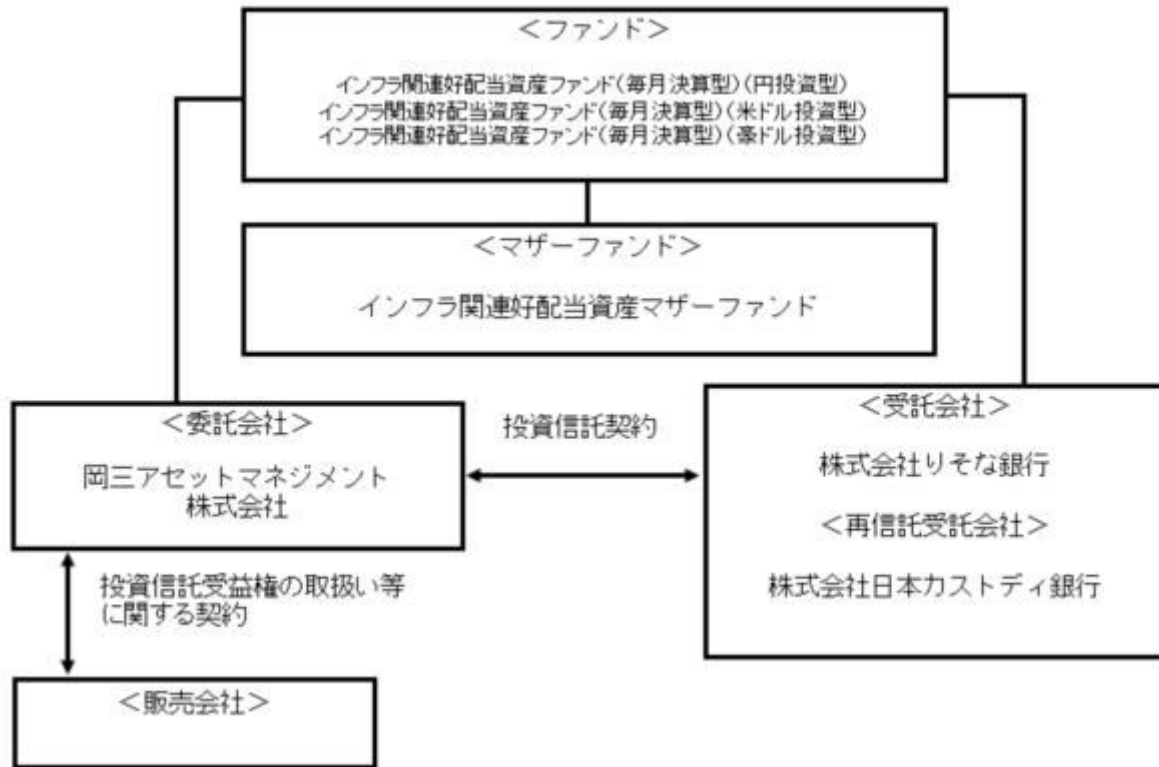 ＜ファンド＞
インフラ関連好配当資産ファンド(毎月決算型)(円投資型)
インフラ関連好配当資産ファンド(毎月決算型)(米ドル投資型)
インフラ関連好配当資産ファンド(毎月決算型)(豪ドル投資型)
＜マザーファンド＞
インフラ関連好配当資産マザーファンド
＜委託会社＞
岡三アセットマネジメント
株式会社
投資信託契約
＜受託会社＞
株式会社りそな銀行
＜再信託受託会社＞
株式会社日本カストディ銀行
投資信託受益権の取扱い等
に関する契約
＜販売会社＞